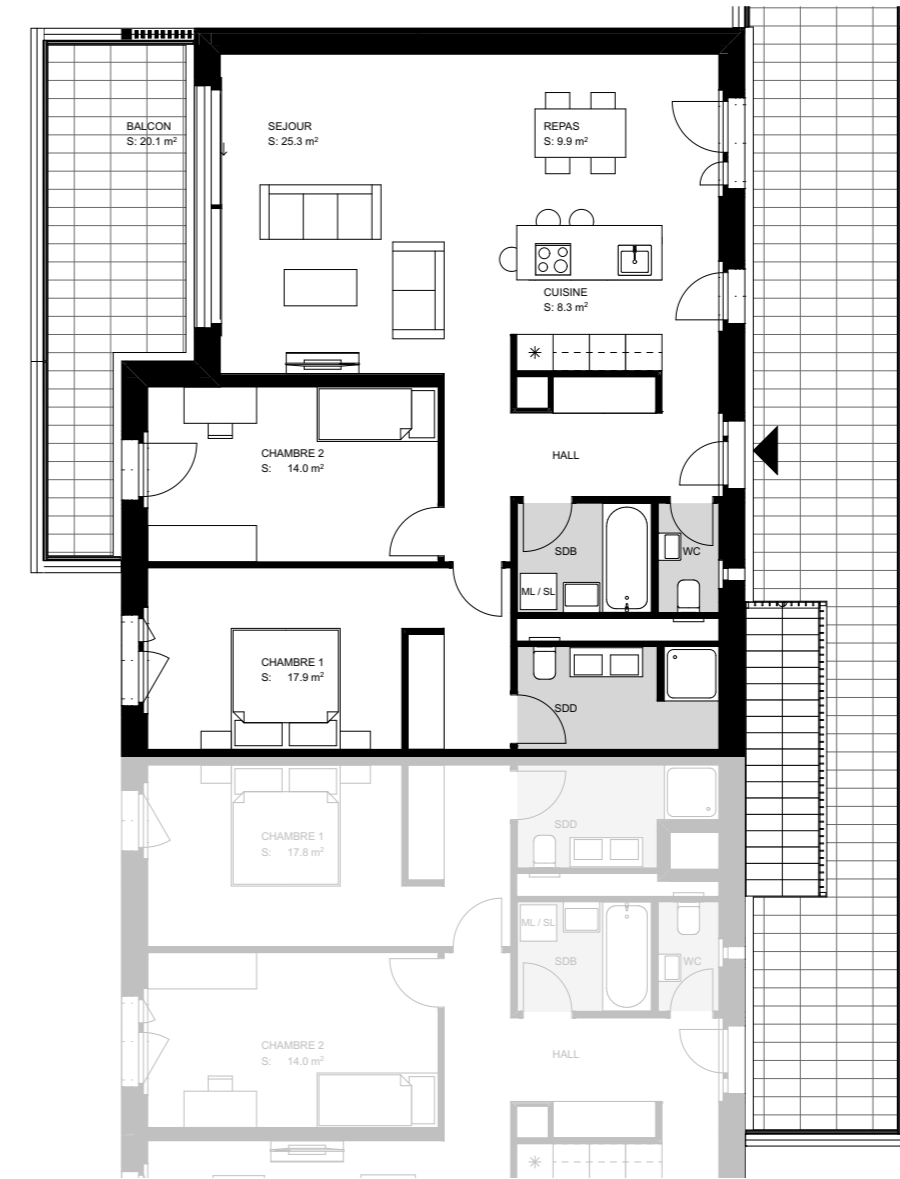 BALCON
S: 20.1 m²
SEJOUR
S: 25.3 m²
REPAS
S: 9.9 m²
CUISINE
S: 8.3 m²
CHAMBRE 2
S: 14.0 m²
HALL
SDB
WC
ML / SL
CHAMBRE 1
S: 17.9 m²
SDD
CHAMBRE 1
S: 17.8 m²
SDD
ML / SL
SDB
WC
CHAMBRE 2
S: 14.0 m²
HALL